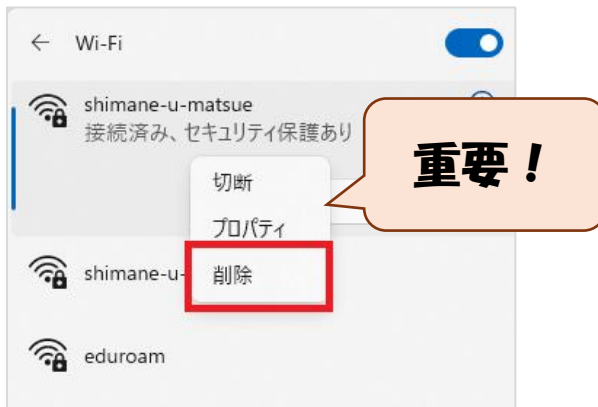 Wi-Fi
shimane-u-matsue
接続済み、セキュリティ保護あり
重要！
切断
プロパティ
削除
shimane-u-
eduroam